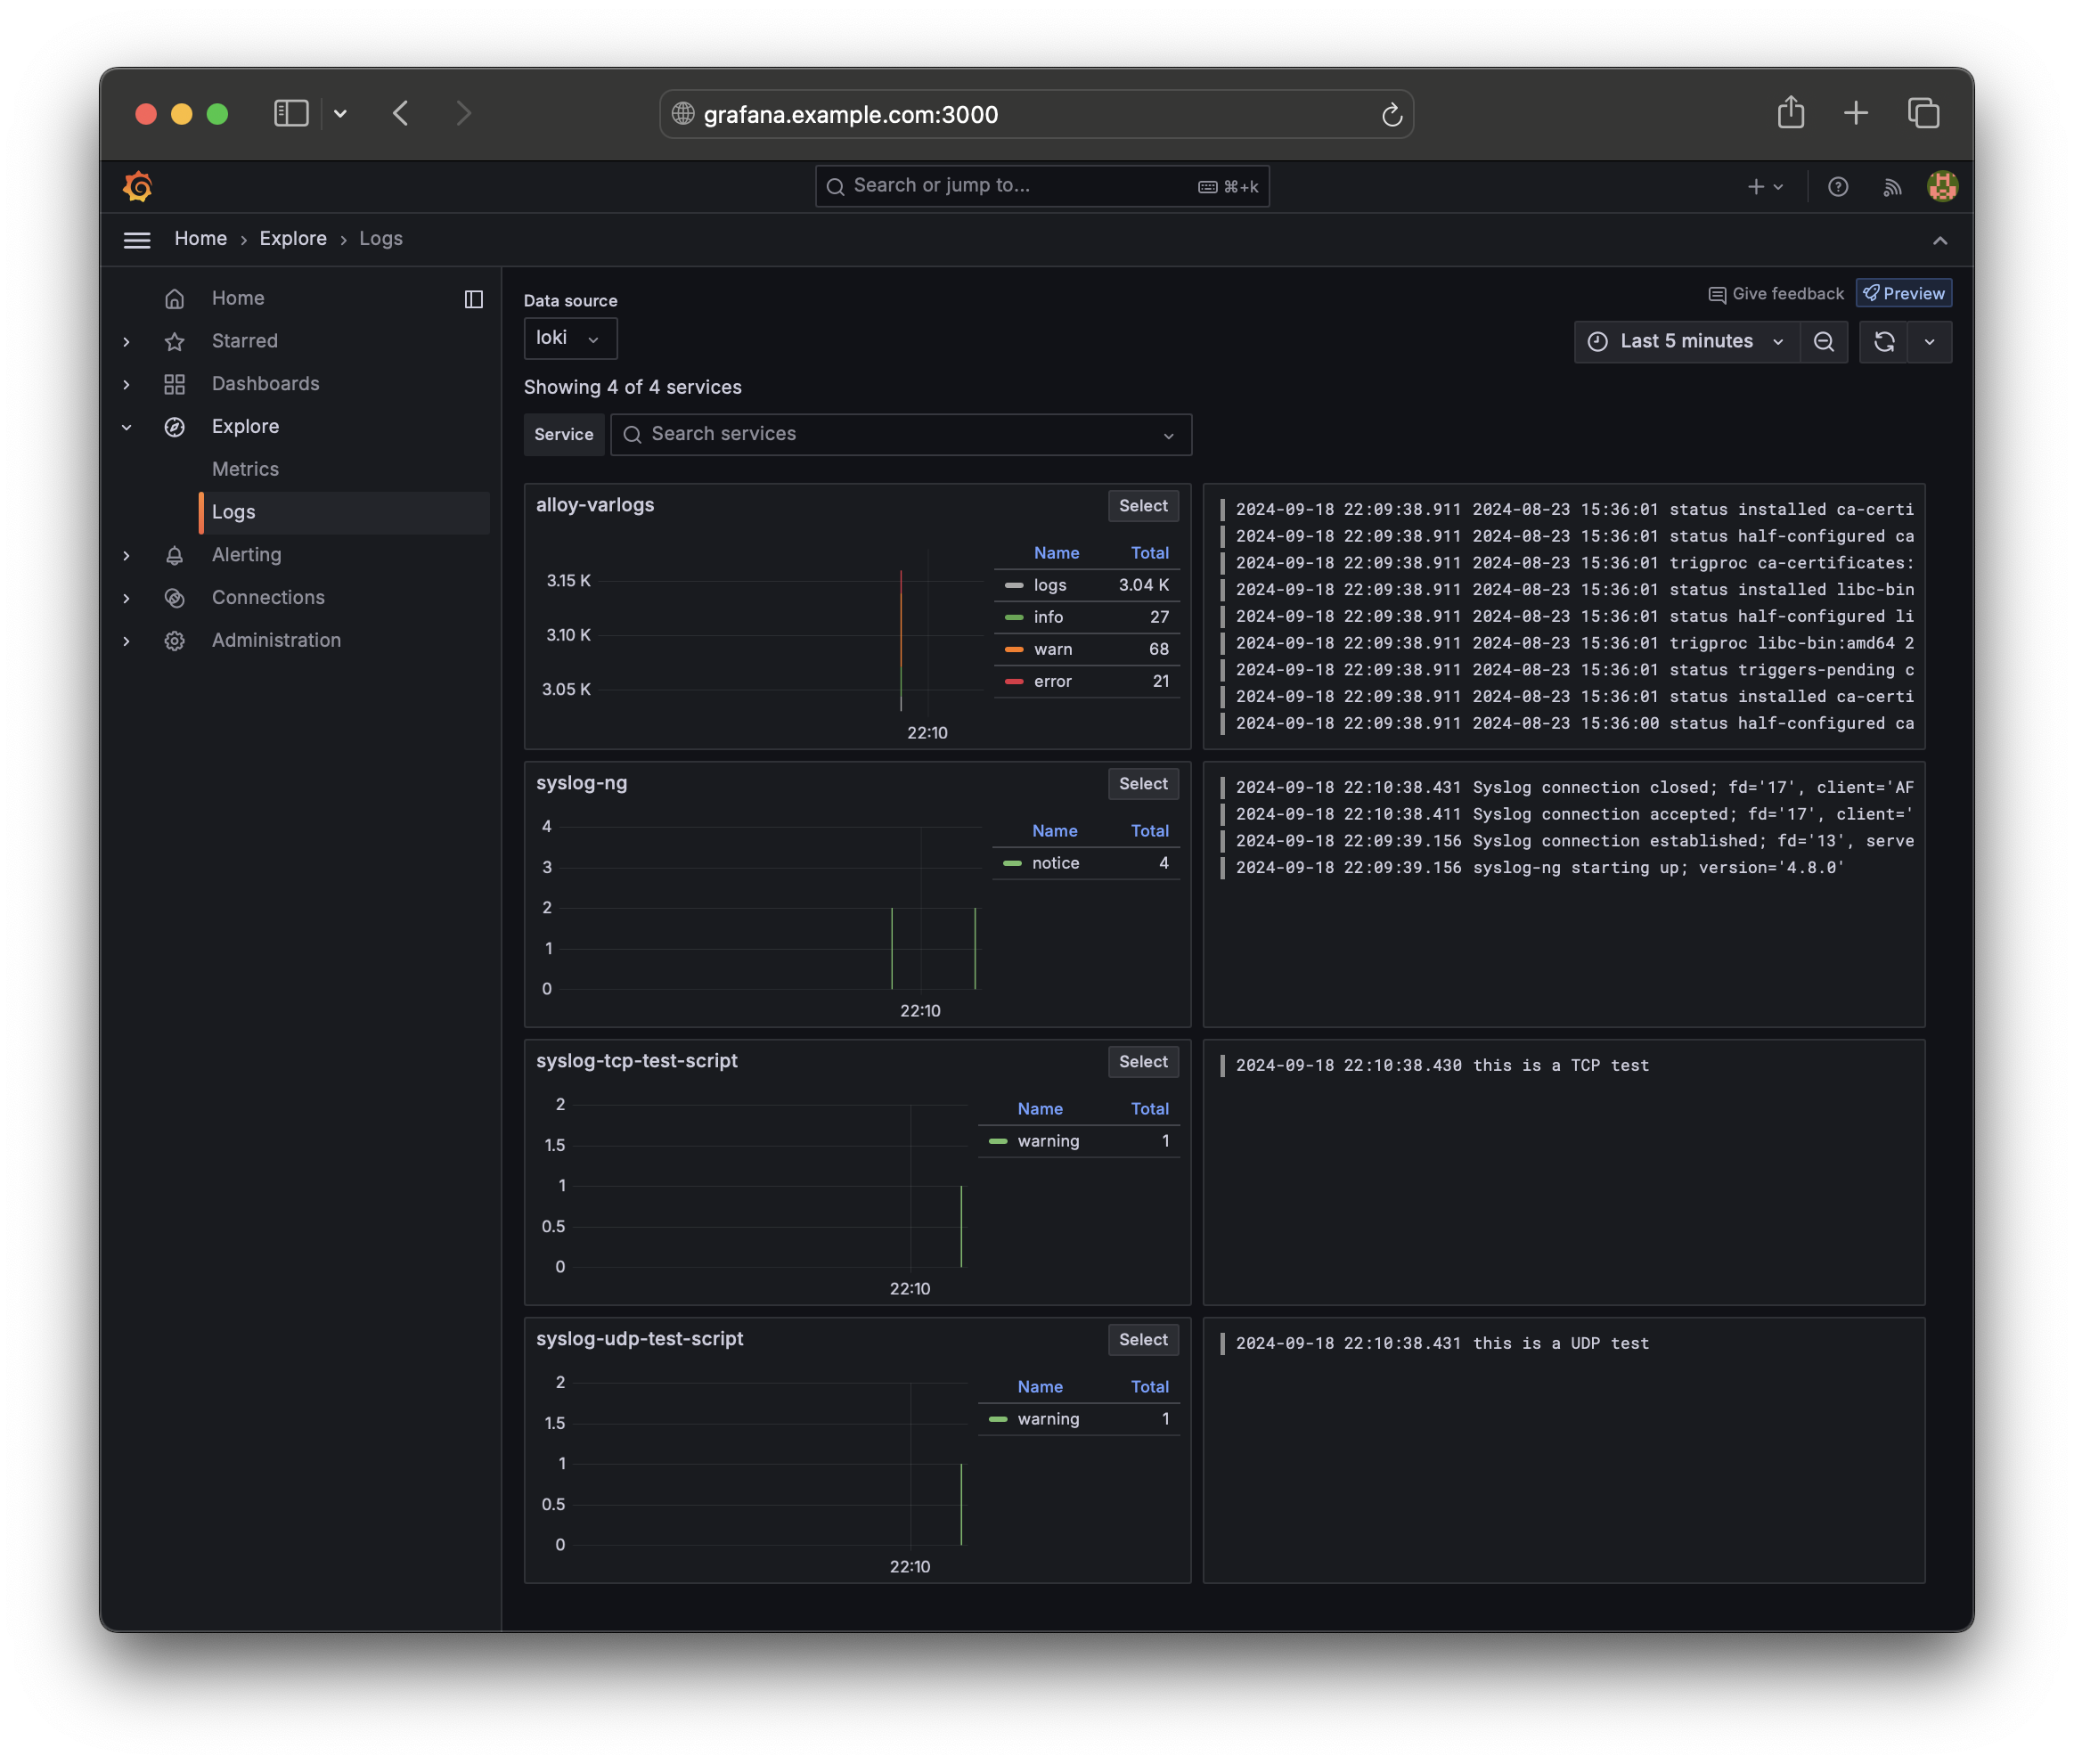 grafana.example.com:3000
Search or jump to... ⌘+k
Home › Explore › Logs
Home
Starred
Dashboards
Explore
Metrics
Logs
Alerting
Connections
Administration
Data source
Give feedback Preview
loki
Last 5 minutes
Showing 4 of 4 services
Service Search services
alloy-varlogs Select
Name Total
logs 3.04 K
info 27
warn 68
error 21
3.15 K
3.10 K
3.05 K
22:10
2024-09-18 22:09:38.911 2024-08-23 15:36:01 status installed ca-certi
2024-09-18 22:09:38.911 2024-08-23 15:36:01 status half-configured ca
2024-09-18 22:09:38.911 2024-08-23 15:36:01 trigproc ca-certificates:
2024-09-18 22:09:38.911 2024-08-23 15:36:01 status installed libc-bin
2024-09-18 22:09:38.911 2024-08-23 15:36:01 status half-configured li
2024-09-18 22:09:38.911 2024-08-23 15:36:01 trigproc libc-bin:amd64 2
2024-09-18 22:09:38.911 2024-08-23 15:36:01 status triggers-pending c
2024-09-18 22:09:38.911 2024-08-23 15:36:01 status installed ca-certi
2024-09-18 22:09:38.911 2024-08-23 15:36:00 status half-configured ca
syslog-ng Select
Name Total
notice 4
4
3
2
1
0
22:10
2024-09-18 22:10:38.431 Syslog connection closed; fd='17', client='AF
2024-09-18 22:10:38.411 Syslog connection accepted; fd='17', client='
2024-09-18 22:09:39.156 Syslog connection established; fd='13', serve
2024-09-18 22:09:39.156 syslog-ng starting up; version='4.8.0'
syslog-tcp-test-script Select
Name Total
warning 1
2
1.5
1
0.5
0
22:10
2024-09-18 22:10:38.430 this is a TCP test
syslog-udp-test-script Select
Name Total
warning 1
2
1.5
1
0.5
0
22:10
2024-09-18 22:10:38.431 this is a UDP test